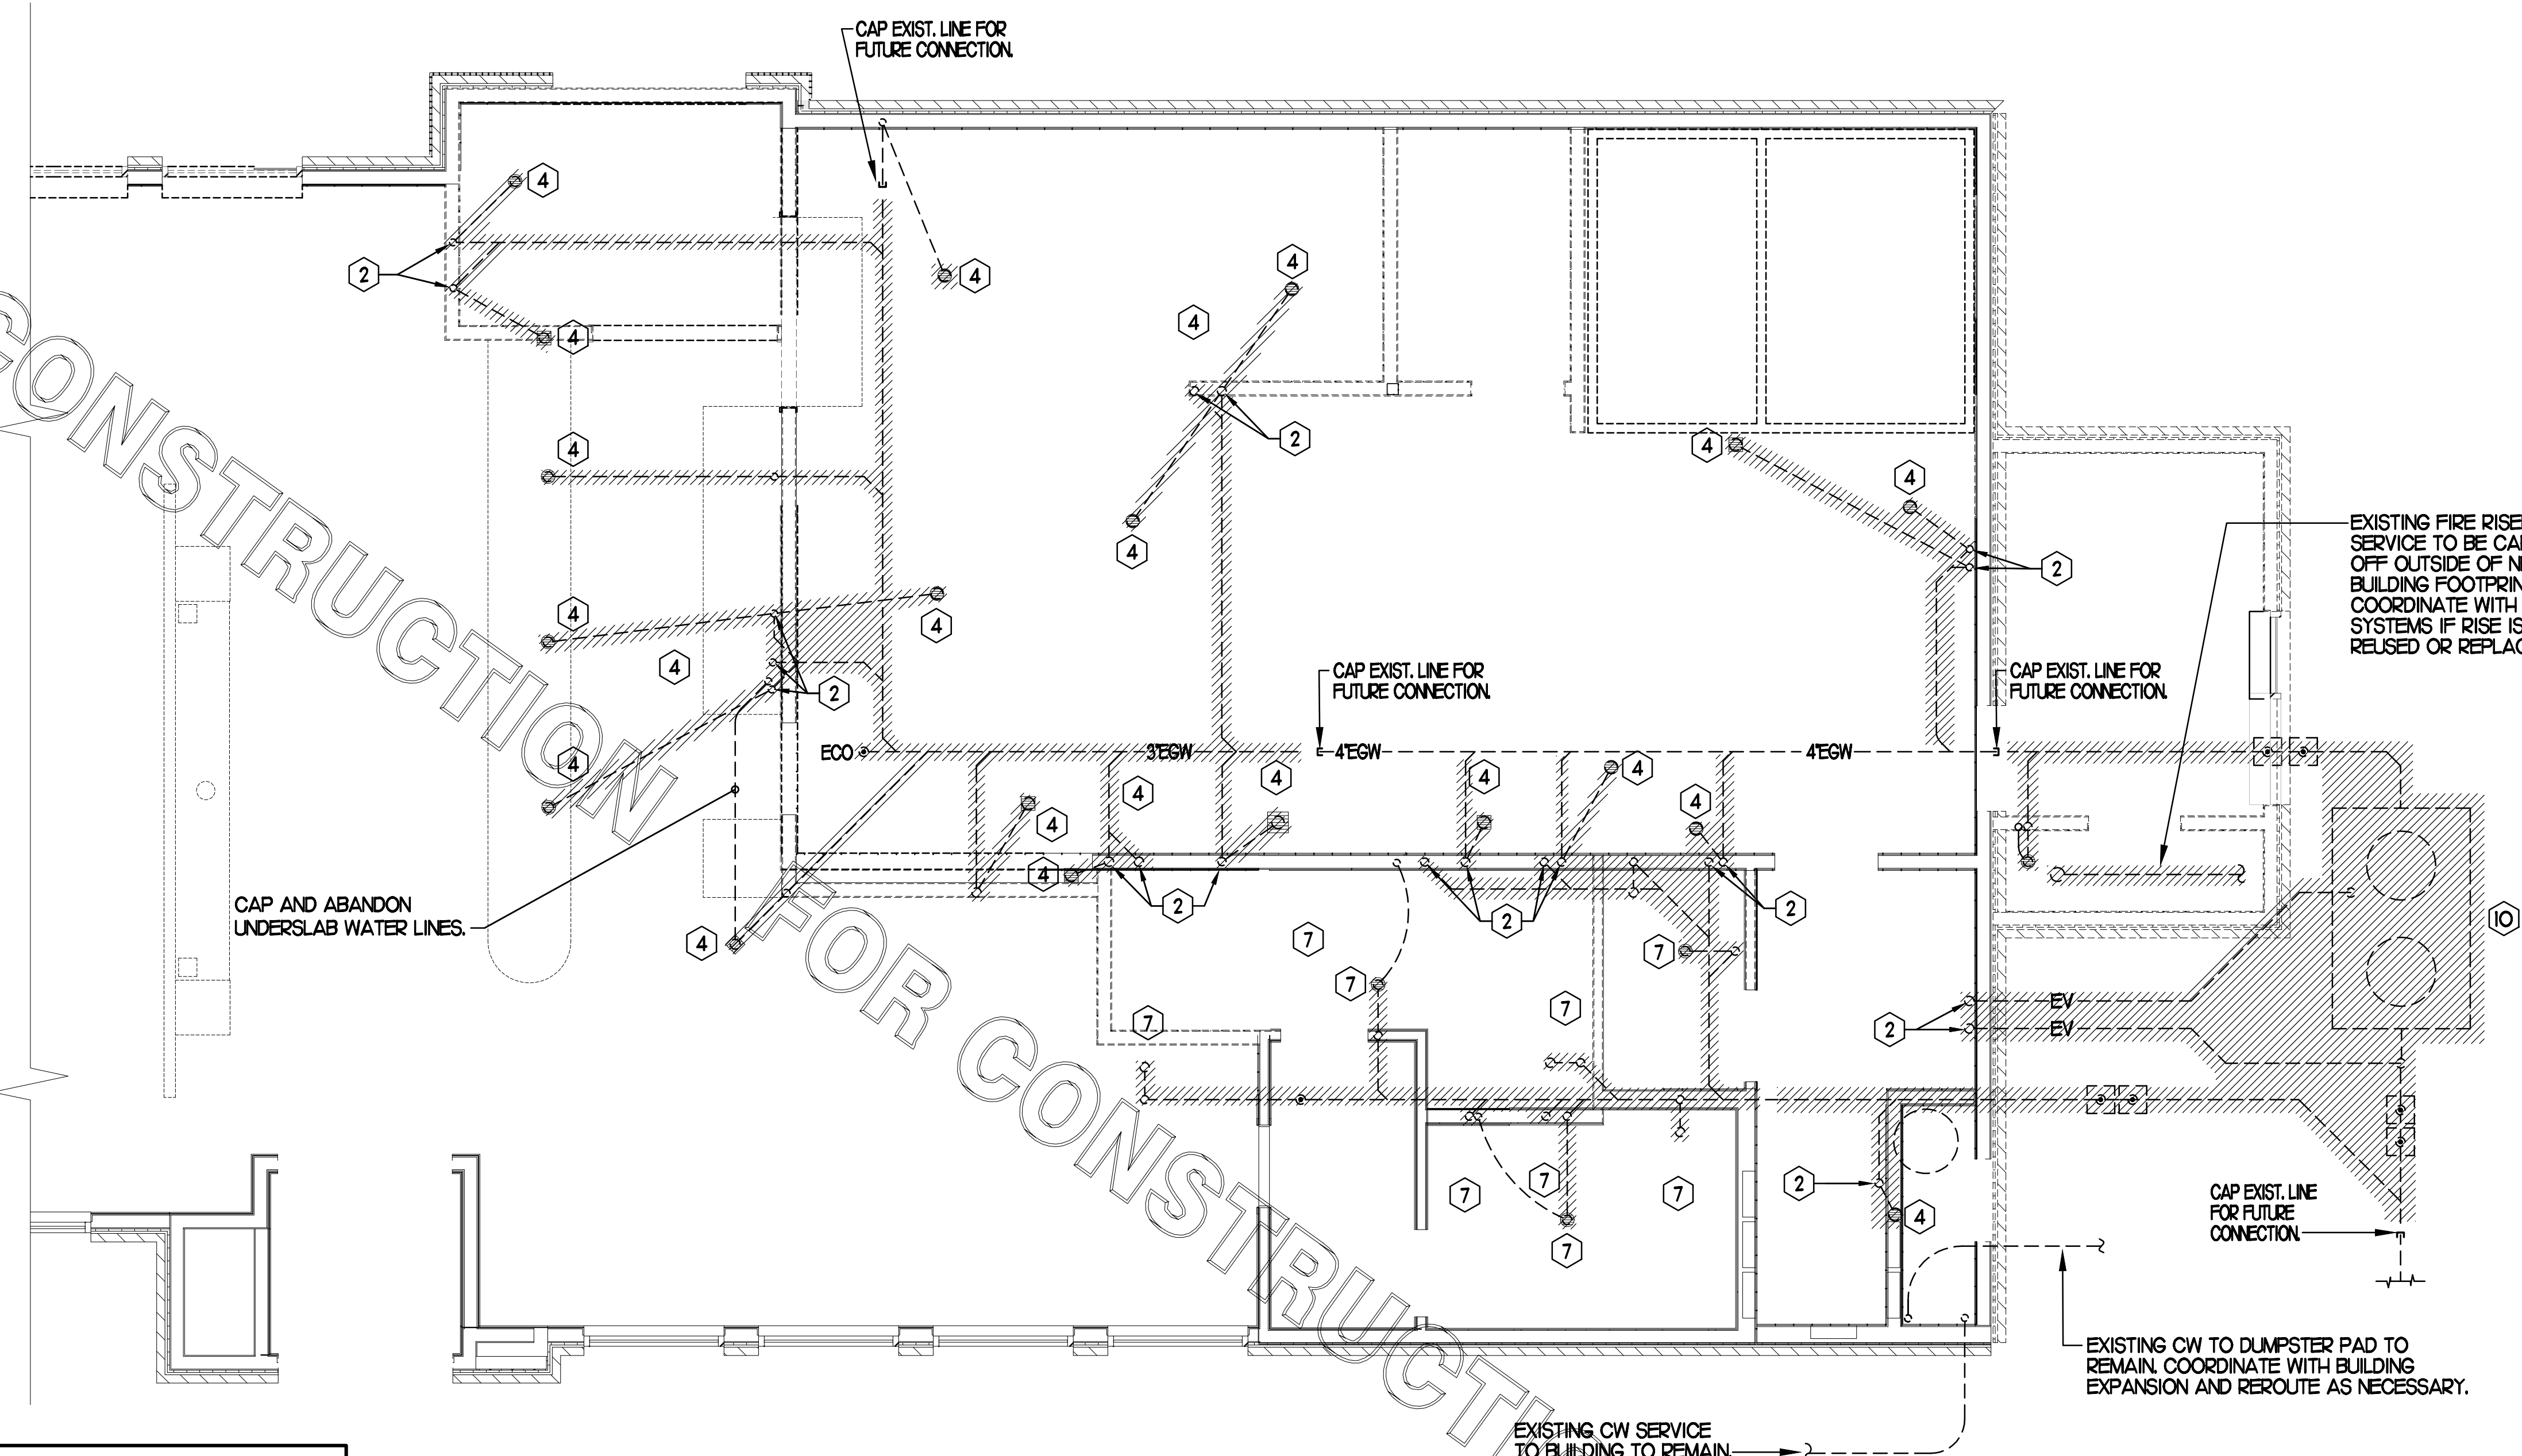 CAP EXIST. LINE FOR
FUTURE CONNECTION.
4
4
2
4
4
4
4
2
4
4
4
4
2
4
4
4
2
4
4
CAP EXIST. LINE FOR
FUTURE CONNECTION.
CAP EXIST. LINE FOR
FUTURE CONNECTION.
EXISTING FIRE
SERVICE TO BE
OFF OUTSIDE OF
BUILDING
COORDINATE WITH
SYSTEMS IF RISE IS
REUSED OR
ECO
3"EGW
4"EGW
4"EGW
4
4
4
4
4
4
4
4
CAP AND ABANDON
UNDERSLAB WATER LINES.
4
2
2
2
10
7
7
7
7
7
EV
EV
2
7
7
7
7
2
4
CAP EXIST. LINE
FOR FUTURE
CONNECTION.
EXISTING CW TO DUMPSTER PAD TO
REMAIN. COORDINATE WITH BUILDING
EXPANSION AND REROUTE AS NECESSARY.
EXISTING CW SERVICE
TO BUILDING TO REMAIN.
CONSTRUCTION
FOR CONSTRUCTI